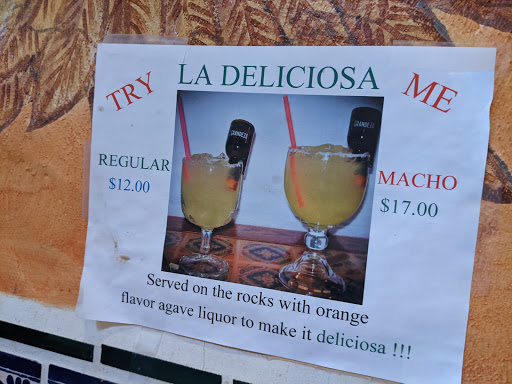 TRY LA DELICIOSA ME
REGULAR
$12.00
MACHO
$17.00
Served on the rocks with orange
flavor agave liquor to make it deliciosa !!!